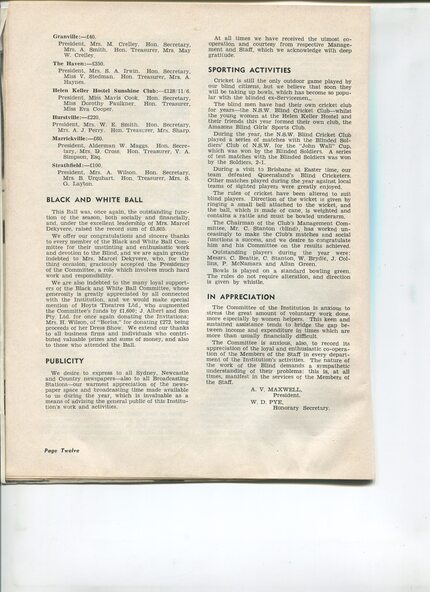 Granville:—£40.
President, Mrs. M. Crelley. Hon. Secretary,
Mrs. A. Smith. Hon. Treasurer, Mrs. May
W. Crelley.
The Haven:—£350.
President, Mrs. S. A. Irwin. Hon. Secretary,
Miss V. Stedman. Hon. Treasurer, Mrs. A.
Haynes.
Helen Keller Hostel Sunshine Club:—£128/11/6.
President, Miss Mavis Cook. Hon. Secretary,
Miss Dorothy Faulkner. Hon. Treasurer,
Miss Eva Cooper.
Hurstville:—£220.
President, Mrs. W. E. Smith. Hon. Secretary,
Mrs. A. J. Perry. Hon. Treasurer, Mrs. Sharp.
Marrickville:—£60.
President, Alderman W. Maggs. Hon. Secre-
tary, Mrs. D. Cross. Hon. Treasurer, V. A.
Simpson, Esq.
Strathfield:—£100.
President, Mrs. A. Wilson. Hon. Secretary,
Mrs. B. Urquhart. Hon. Treasurer, Mrs. S.
G. Layton.
BLACK AND WHITE BALL
This Ball was, once again, the outstanding func-
tion of the season, both socially and financially,
and, under the excellent leadership of Mrs. Marcel
Dekyvere, raised the record sum of £5,805.
We offer our congratulations and sincere thanks
to every member of the Black and White Ball Com-
mittee for their unstinting and enthusiastic work
and devotion to the Blind, and we are again greatly
indebted to Mrs. Marcel Dekyvere, who, for the
third occasion, graciously accepted the Presidency
of the Committee, a role which involves much hard
work and responsibility.
We are also indebted to the many loyal support-
ers of the Black and White Ball Committee, whose
generosity is greatly appreciated by all connected
with the Institution, and we would make special
mention of Hoyts Theatres Ltd., who augmented
the Committee's funds by £1,600; J. Albert and Son
Pty. Ltd. for once again donating the Invitations;
Mrs. H. Wilson, of "Borisa," for donating £272, being
proceeds of her Dress Show. We extend our thanks
to all business firms and individuals who contri-
buted valuable prizes and sums of money, and also
to those who attended the Ball.
PUBLICITY
We desire to express to all Sydney, Newcastle
and Country newspapers—also to all Broadcasting
Stations—our warmest appreciation of the news-
paper space and broadcasting time made available
to us during the year, which is invaluable as a
means of advising the general public of this Institu-
tion's work and activities.
Page Twelve
At all times we have received the utmost co-
operation and courtesy from respective Manage-
ment and Staff, which we acknowledge with deep
gratitude.
SPORTING ACTIVITIES
Cricket is still the only outdoor game played by
our blind citizens, but we believe that soon they
will be taking up bowls, which has become so popu-
lar with the blinded ex-Servicemen.
The blind men have had their own cricket club
for years—the N.S.W. Blind Cricket Club—whilst
the young women at the Helen Keller Hostel and
their friends this year formed their own club, the
Amazons Blind Girls' Sports Club.
During the year, the N.S.W. Blind Cricket Club
played a series of matches with the Blinded Sol-
diers' Club of N.S.W. for the "John Wall" Cup,
which was won by the Blinded Soldiers. A series
of test matches with the Blinded Soldiers was won
by the Soldiers, 2-1.
During a visit to Brisbane at Easter time, our
team defeated Queensland's Blind Cricketers.
Other matches played during the year against
teams of sighted players were greatly enjoyed.
The rules of cricket have been altered to suit
blind players. Direction of the wicket is given by
ringing a small bell attached to the wicket, and
the ball, which is made of cane, is weighted and
contains a rattle and must be bowled underarm.
The Chairman of the Club's Management Com-
mittee, Mr. C. Stanton (blind), has worked un-
ceasingly to make the Club's matches and social
functions a success, and we desire to congratulate
him and his Committee on the results achieved.
Outstanding players during the year were:
Messrs. C. Beattie, C. Stanton, W. Brydie, J. Col-
lins, P. McNamara and Allen Green.
Bowls is played on a standard bowling green.
The rules do not require alteration, and direction
is given by whistle.
IN APPRECIATION
The Committee of the Institution is anxious to
stress the great amount of voluntary work done,
more especially by women helpers. This keen and
sustained assistance tends to bridge the gap be-
tween income and expenditure in times which are
more than usually financially difficult.
The Committee is anxious, also, to record its
appreciation of the loyal and enthusiastic co-opera-
tion of the Members of the Staff in every depart-
ment of the Institution's activities. The nature of
the work of the Blind demands a sympathetic
understanding of their problems; this is, at all
times, manifest in the services of the Members of
the Staff.
A. V. MAXWELL,
President.
W. D. PYE,
Honorary Secretary.